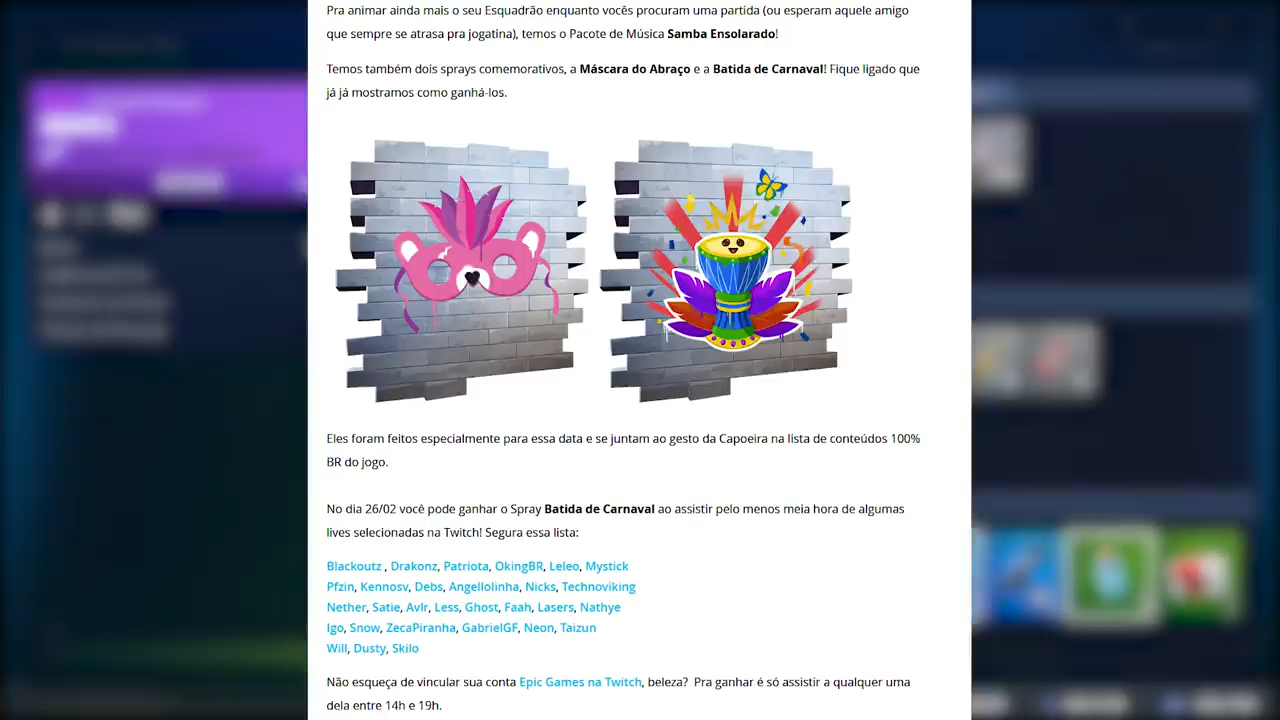 Pra animar ainda mais o seu Esquadrão enquanto vocês procuram uma partida (ou esperam aquele amigo
que sempre se atrasa pra jogatina), temos o Pacote de Música Samba Ensolarado!
Temos também dois sprays comemorativos, a Máscara do Abraço e a Batida de Carnaval! Fique ligado que
já já mostramos como ganhá-los.
Eles foram feitos especialmente para essa data e se juntam ao gesto da Capoeira na lista de conteúdos 100%
BR do jogo.
No dia 26/02 você pode ganhar o Spray Batida de Carnaval ao assistir pelo menos meia hora de algumas
lives selecionadas na Twitch! Segura essa lista:
Blackoutz , Drakonz, Patriota, OkingBR, Leleo, Mystick
Pfzin, Kennosv, Debs, Angellolinha, Nicks, Technoviking
Nether, Satie, Avlr, Less, Ghost, Faah, Lasers, Nathye
Igo, Snow, ZecaPiranha, GabrielGF, Neon, Taizun
Will, Dusty, Skilo
Não esqueça de vincular sua conta Epic Games na Twitch, beleza? Pra ganhar é só assistir a qualquer uma
dela entre 14h e 19h.